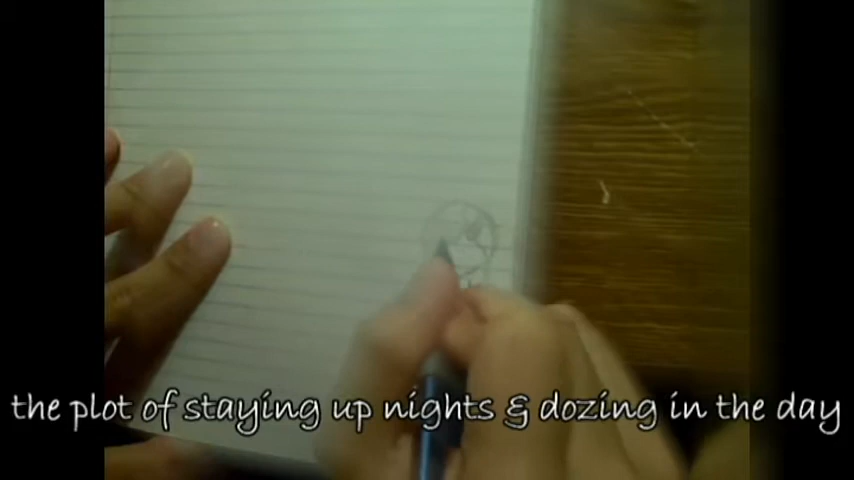 the plot of staying up nights & dozing in the day